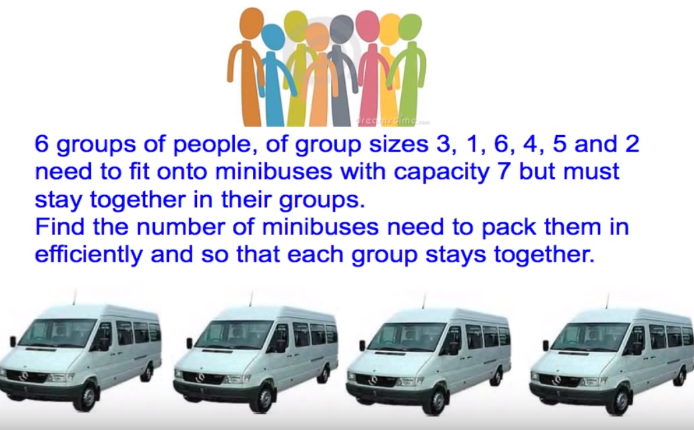 dreamstime
6 groups of people, of group sizes 3, 1, 6, 4, 5 and 2
need to fit onto minibuses with capacity 7 but must
stay together in their groups.
Find the number of minibuses need to pack them in
efficiently and so that each group stays together.